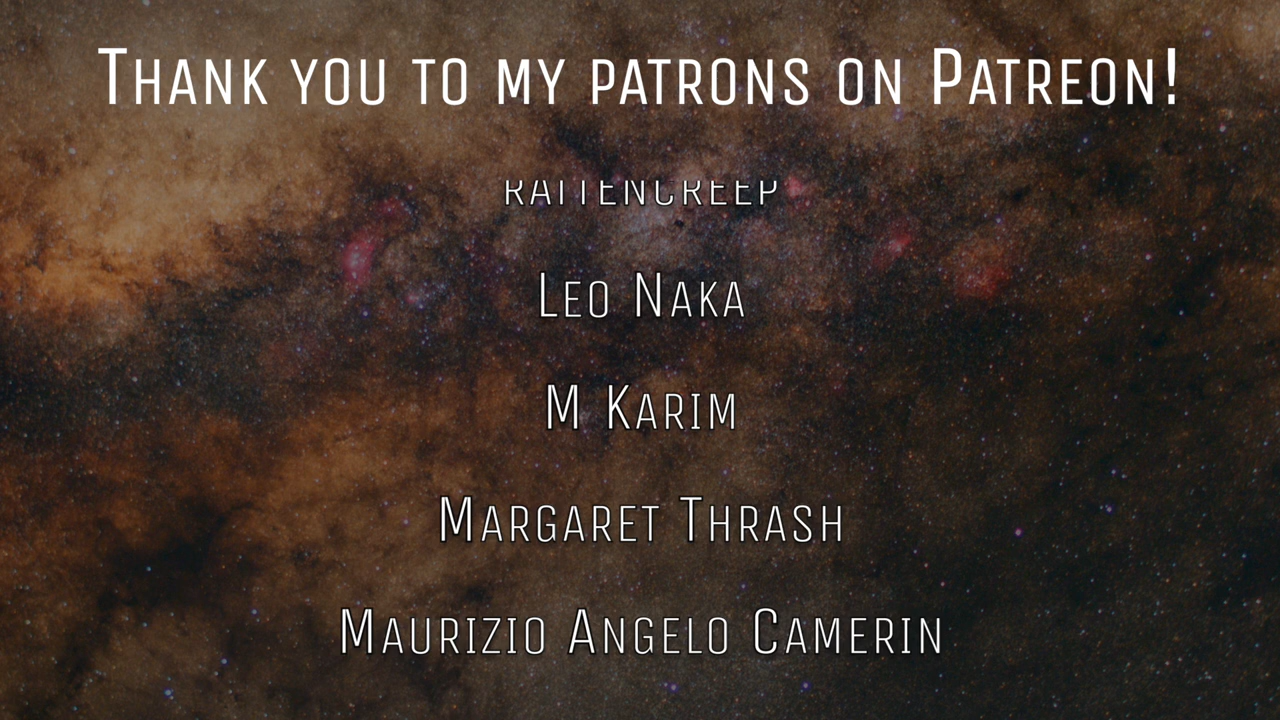 Thank you to my patrons on Patreon!
Leo Naka
M Karim
Margaret Thrash
Maurizio Angelo Camerin